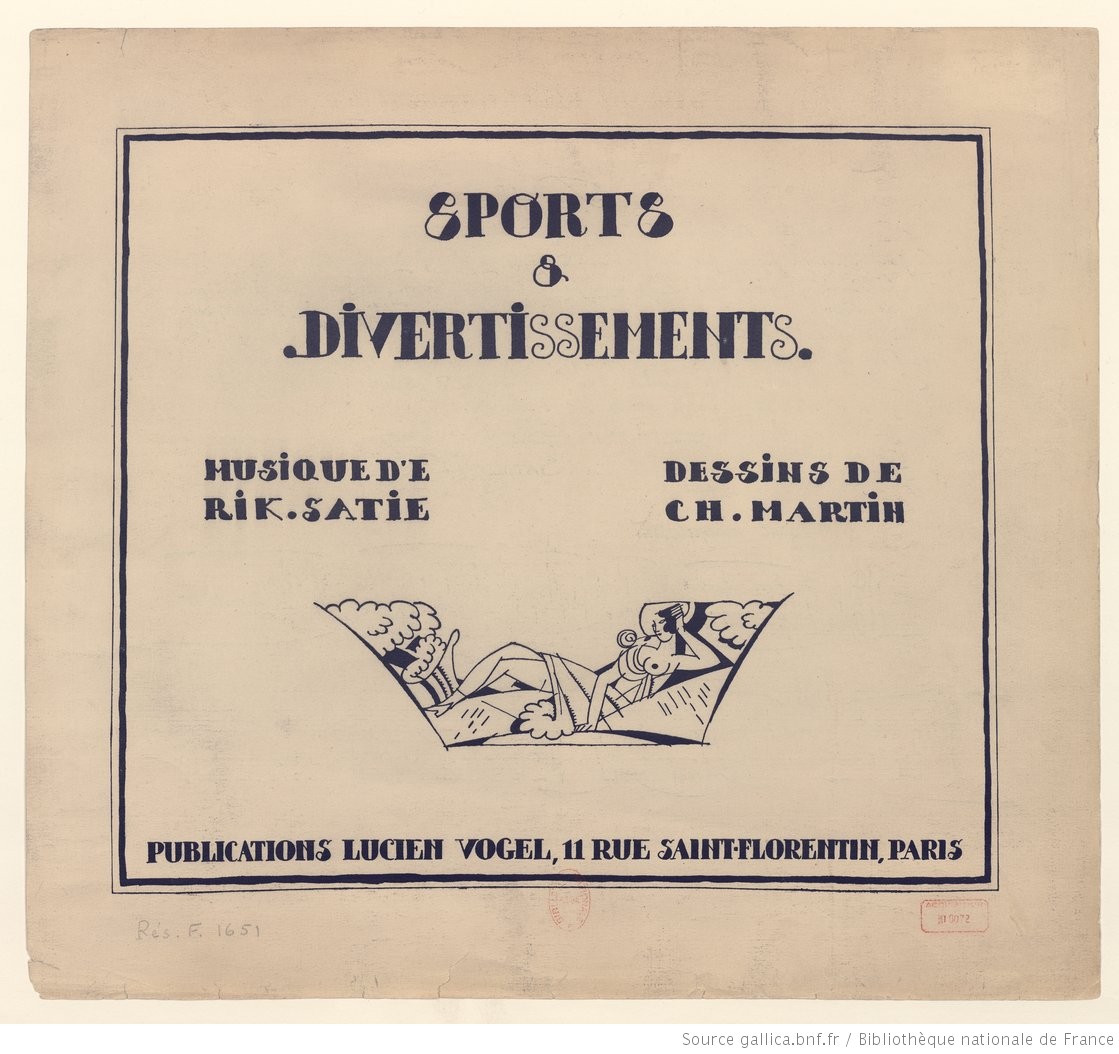 SPORTS
&
.DIVERTISSEMENTS.
MUSIQUE D'E
RIK.SATIE
DESSINS DE
CH. MARTIN
PUBLICATIONS LUCIEN VOGEL, 11 RUE SAINT-FLORENTIN, PARIS
Rés. F. 1651
Source gallica.bnf.fr / Bibliothèque nationale de France